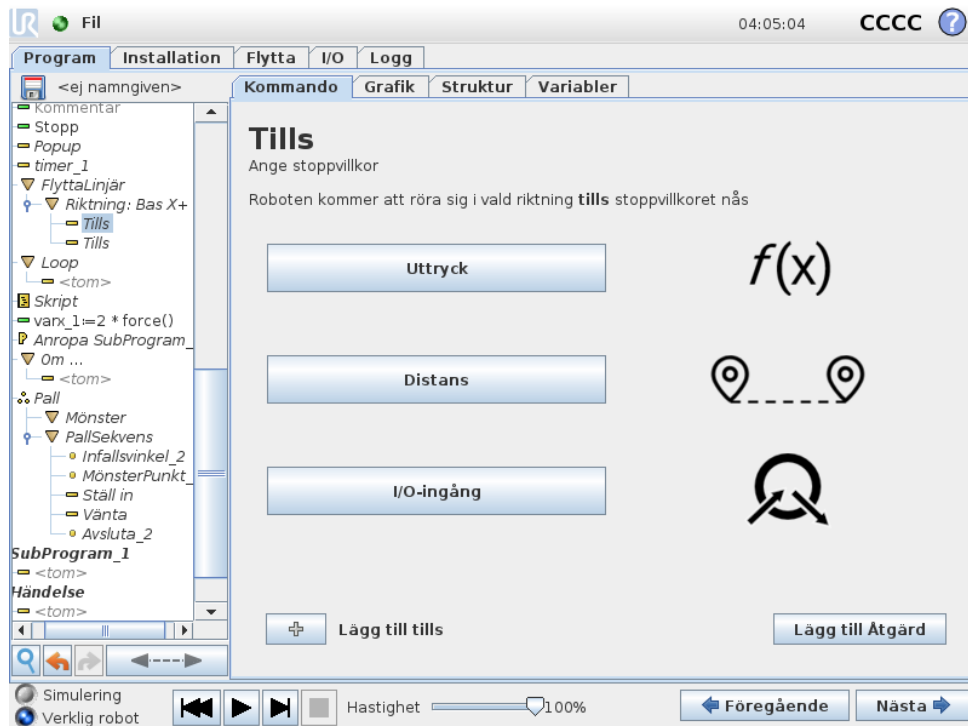 UR Fil 04:05:04 CCCC ?
Program Installation Flytta I/O Logg
<ej namngiven>
Kommando Grafik Struktur Variabler
Kommentar
Stopp
Popup
timer_1
FlyttaLinjär
Riktning: Bas X+
Tills
Tills
Loop
<tom>
Skript
varx_1:=2 * force()
Anropa SubProgram_
Om ...
<tom>
Pall
Mönster
PallSekvens
Infallsvinkel_2
MönsterPunkt_
Ställ in
Vänta
Avsluta_2
SubProgram_1
<tom>
Händelse
<tom>
Tills
Ange stoppvillkor
Roboten kommer att röra sig i vald riktning tills stoppvillkoret nås
Uttryck
f(x)
Distans
I/O-ingång
Lägg till tills
Lägg till Åtgärd
Simulering
Verklig robot
Hastighet 100%
Föregående
Nästa